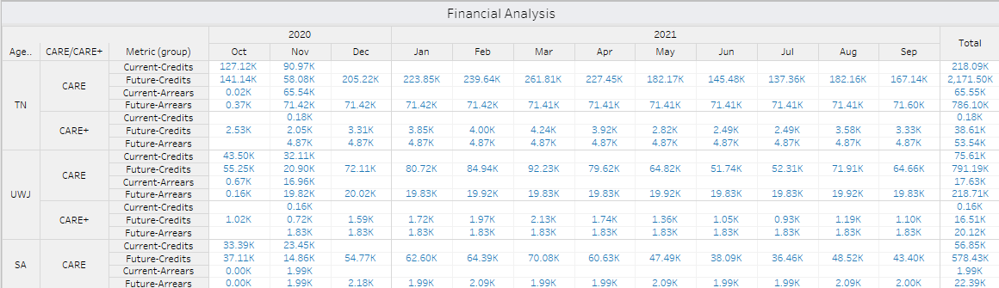 Financial Analysis
2020 2021
Age.. CARE/CARE+ Metric (group) Oct Nov Dec Jan Feb Mar Apr May Jun Jul Aug Sep Total
TN CARE Current-Credits 127.12K 90.97K 218.09K
Future-Credits 141.14K 58.08K 205.22K 223.85K 239.64K 261.81K 227.45K 182.17K 145.48K 137.36K 182.16K 167.14K 2,171.50K
Current-Arrears 0.02K 65.54K 65.55K
Future-Arrears 0.37K 71.42K 71.42K 71.42K 71.42K 71.41K 71.41K 71.41K 71.41K 71.41K 71.41K 71.60K 786.10K
CARE+ Current-Credits 0.18K 0.18K
Future-Credits 2.53K 2.05K 3.31K 3.85K 4.00K 4.24K 3.92K 2.82K 2.49K 2.49K 3.58K 3.33K 38.61K
Future-Arrears 4.87K 4.87K 4.87K 4.87K 4.87K 4.87K 4.87K 4.87K 4.87K 4.87K 4.87K 53.54K
UWJ CARE Current-Credits 43.50K 32.11K 75.61K
Future-Credits 55.25K 20.90K 72.11K 80.72K 84.94K 92.23K 79.62K 64.82K 51.74K 52.31K 71.91K 64.66K 791.19K
Current-Arrears 0.67K 16.96K 17.63K
Future-Arrears 0.16K 19.82K 20.02K 19.83K 19.92K 19.83K 19.83K 19.92K 19.83K 19.83K 19.92K 19.83K 218.71K
CARE+ Current-Credits 0.16K 0.16K
Future-Credits 1.02K 0.72K 1.59K 1.72K 1.97K 2.13K 1.74K 1.36K 1.05K 0.93K 1.19K 1.10K 16.51K
Future-Arrears 1.83K 1.83K 1.83K 1.83K 1.83K 1.83K 1.83K 1.83K 1.83K 1.83K 1.83K 20.12K
SA CARE Current-Credits 33.39K 23.45K 56.85K
Future-Credits 37.11K 14.86K 54.77K 62.60K 64.39K 70.08K 60.63K 47.49K 38.09K 36.46K 48.52K 43.40K 578.43K
Current-Arrears 0.00K 1.99K 1.99K
Future-Arrears 0.00K 1.99K 2.18K 1.99K 2.09K 1.99K 1.99K 2.09K 1.99K 1.99K 2.09K 2.00K 22.39K